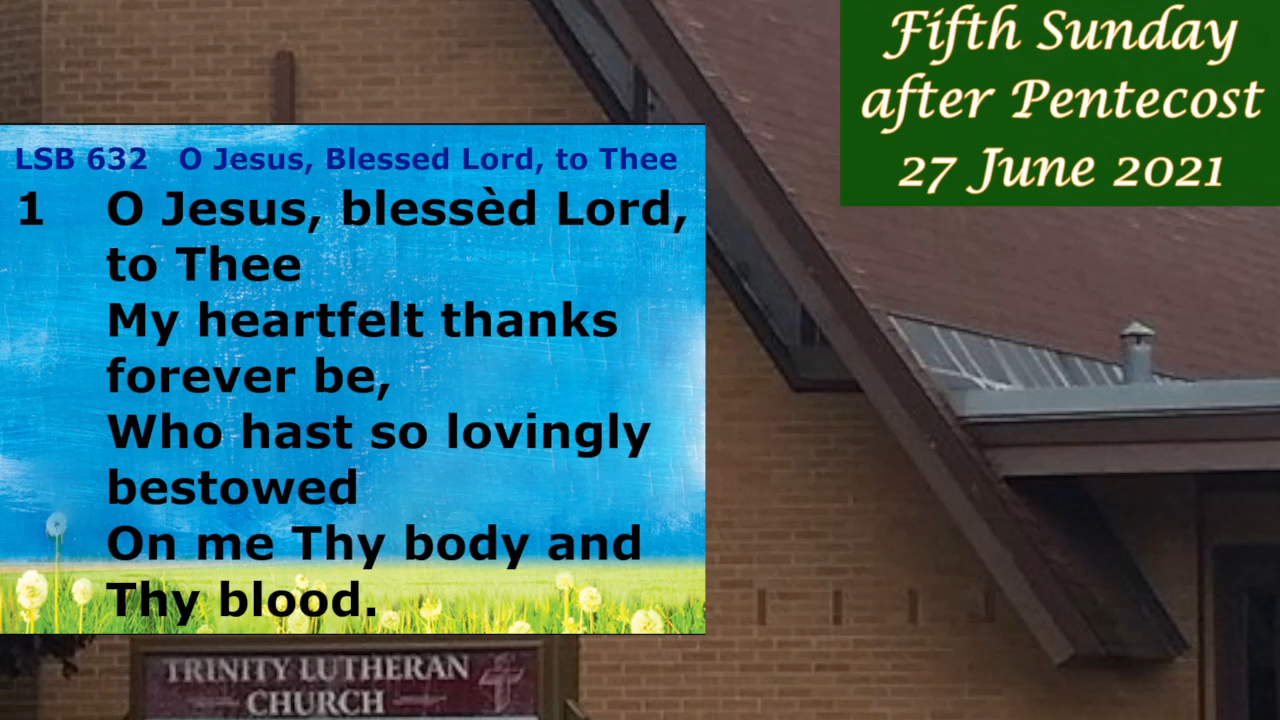 Fifth Sunday
after Pentecost
27 June 2021
LSB 632 O Jesus, Blessed Lord, to Thee
1 O Jesus, blessèd Lord,
to Thee
My heartfelt thanks
forever be,
Who hast so lovingly
bestowed
On me Thy body and
Thy blood.
TRINITY LUTHERAN
CHURCH